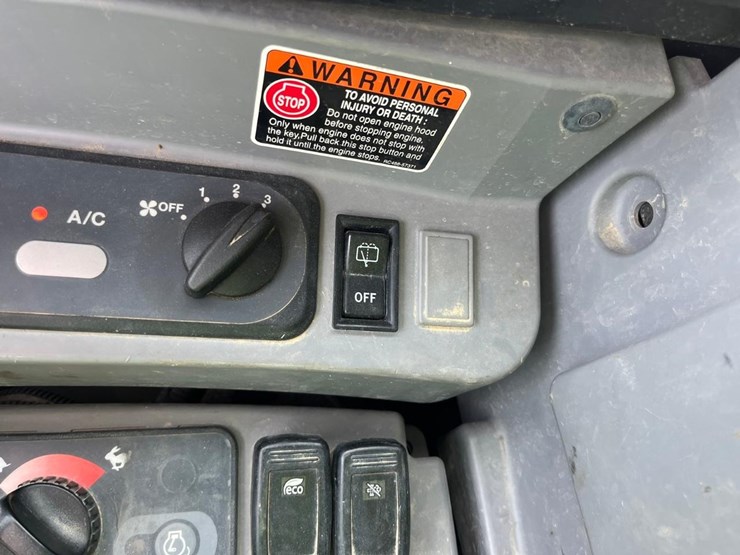 WARNING
STOP
TO AVOID PERSONAL
INJURY OR DEATH:
Do not open engine hood
before stopping engine.
Only when engine does not stop with
the key,Pull back this stop button and
hold it until the engine stops.
RC488-57371
A/C
OFF 1 2 3
OFF
eco